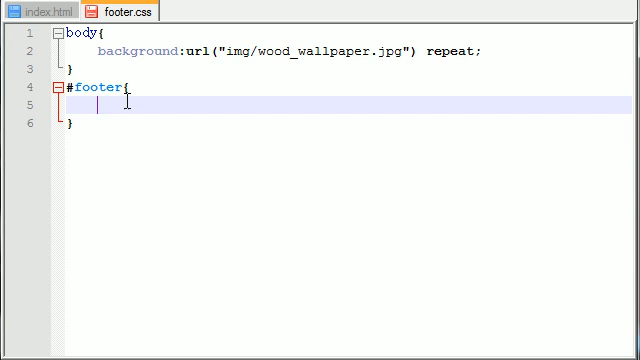 index.html footer.css
1 body{
2 background:url("img/wood_wallpaper.jpg") repeat;
3 }
4 #footer{
5
6 }